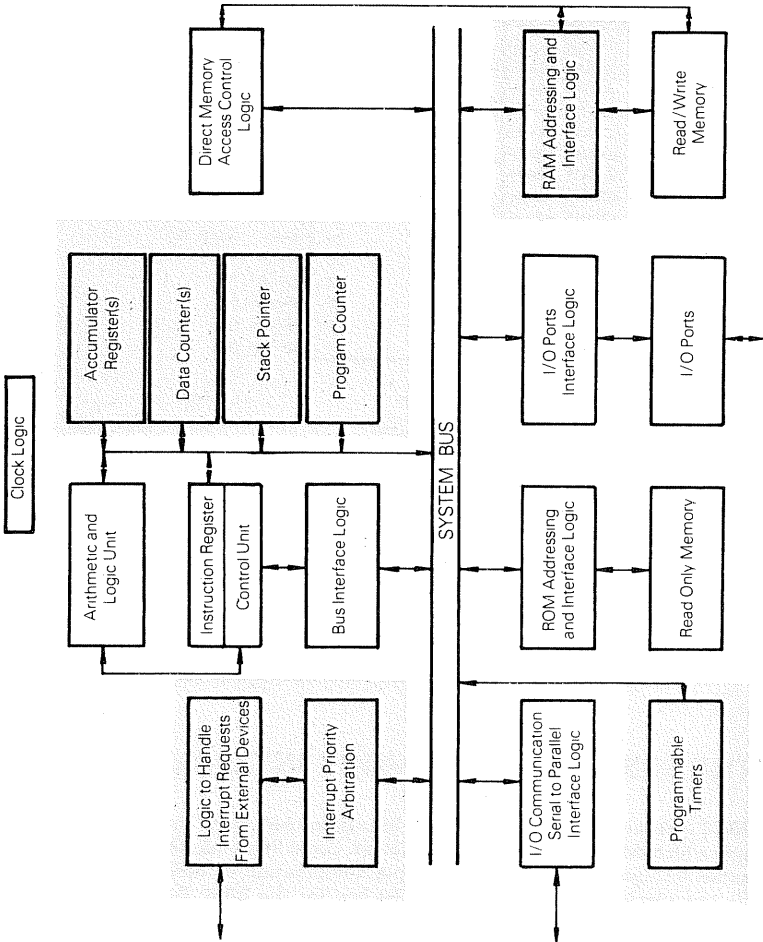 Clock Logic
Arithmetic and
Logic Unit
Accumulator
Register(s)
Data Counter(s)
Stack Pointer
Program Counter
Logic to Handle
Interrupt Requests
From External Devices
Instruction Register
Control Unit
Direct Memory
Access Control
Logic
Interrupt Priority
Arbitration
Bus Interface Logic
SYSTEM BUS
I/O Communication
Serial to Parallel
Interface Logic
ROM Addressing
and Interface Logic
I/O Ports
Interface Logic
RAM Addressing and
Interface Logic
Programmable
Timers
Read Only Memory
I/O Ports
Read/Write
Memory